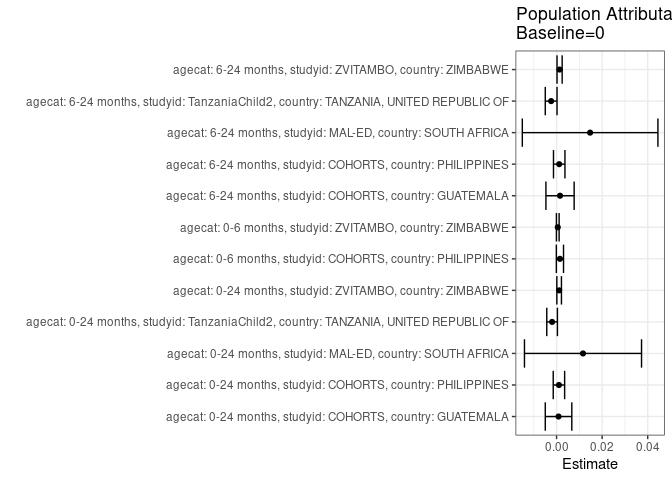 Population Attributa
Baseline=0
agecat: 6-24 months, studyid: ZVITAMBO, country: ZIMBABWE
agecat: 6-24 months, studyid: TanzaniaChild2, country: TANZANIA, UNITED REPUBLIC OF
agecat: 6-24 months, studyid: MAL-ED, country: SOUTH AFRICA
agecat: 6-24 months, studyid: COHORTS, country: PHILIPPINES
agecat: 6-24 months, studyid: COHORTS, country: GUATEMALA
agecat: 0-6 months, studyid: ZVITAMBO, country: ZIMBABWE
agecat: 0-6 months, studyid: COHORTS, country: PHILIPPINES
agecat: 0-24 months, studyid: ZVITAMBO, country: ZIMBABWE
agecat: 0-24 months, studyid: TanzaniaChild2, country: TANZANIA, UNITED REPUBLIC OF
agecat: 0-24 months, studyid: MAL-ED, country: SOUTH AFRICA
agecat: 0-24 months, studyid: COHORTS, country: PHILIPPINES
agecat: 0-24 months, studyid: COHORTS, country: GUATEMALA
0.00 0.02 0.04
Estimate